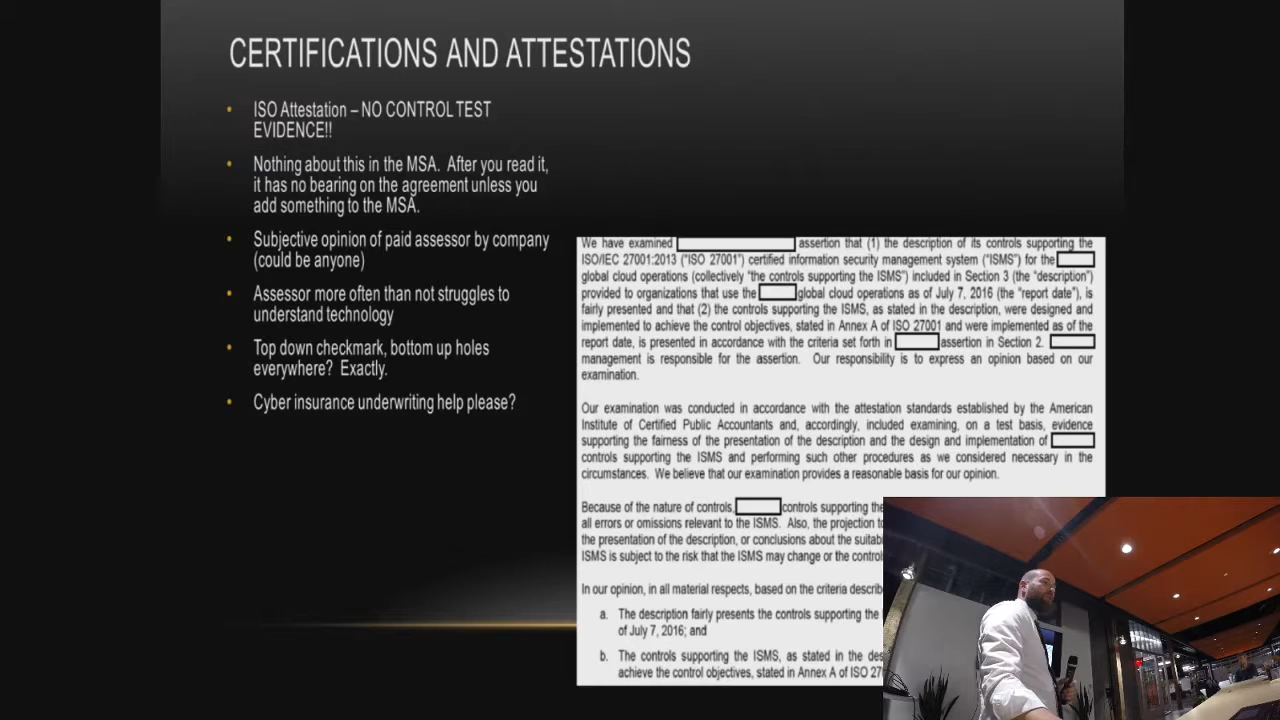 CERTIFICATIONS AND ATTESTATIONS
• ISO Attestation – NO CONTROL TEST
EVIDENCE!!
• Nothing about this in the MSA. After you read it,
it has no bearing on the agreement unless you
add something to the MSA.
• Subjective opinion of paid assessor by company
(could be anyone)
• Assessor more often than not struggles to
understand technology
• Top down checkmark, bottom up holes
everywhere? Exactly.
• Cyber insurance underwriting help please?
We have examined assertion that (1) the description of its controls supporting the
ISO/IEC 27001:2013 ("ISO 27001") certified information security management system ("ISMS") for the
global cloud operations (collectively "the controls supporting the ISMS") included in Section 3 (the "description")
provided to organizations that use the global cloud operations as of July 7, 2016 (the "report date"), is
fairly presented and that (2) the controls supporting the ISMS, as stated in the description, were designed and
implemented to achieve the control objectives, stated in Annex A of ISO 27001 and were implemented as of the
report date, is presented in accordance with the criteria set forth in assertion in Section 2.
management is responsible for the assertion. Our responsibility is to express an opinion based on our
examination.
Our examination was conducted in accordance with the attestation standards established by the American
Institute of Certified Public Accountants and, accordingly, included examining, on a test basis, evidence
supporting the fairness of the presentation of the description and the design and implementation of
controls supporting the ISMS and performing such other procedures as we considered necessary in the
circumstances. We believe that our examination provides a reasonable basis for our opinion.
Because of the nature of controls, controls supporting the
all errors or omissions relevant to the ISMS. Also, the projection
the presentation of the description, or conclusions about the
ISMS is subject to the risk that the ISMS may change or the
In our opinion, in all material respects, based on the criteria
a. The description fairly presents the controls supporting the
of July 7, 2016; and
b. The controls supporting the ISMS, as stated in the
achieve the control objectives, stated in Annex A of ISO